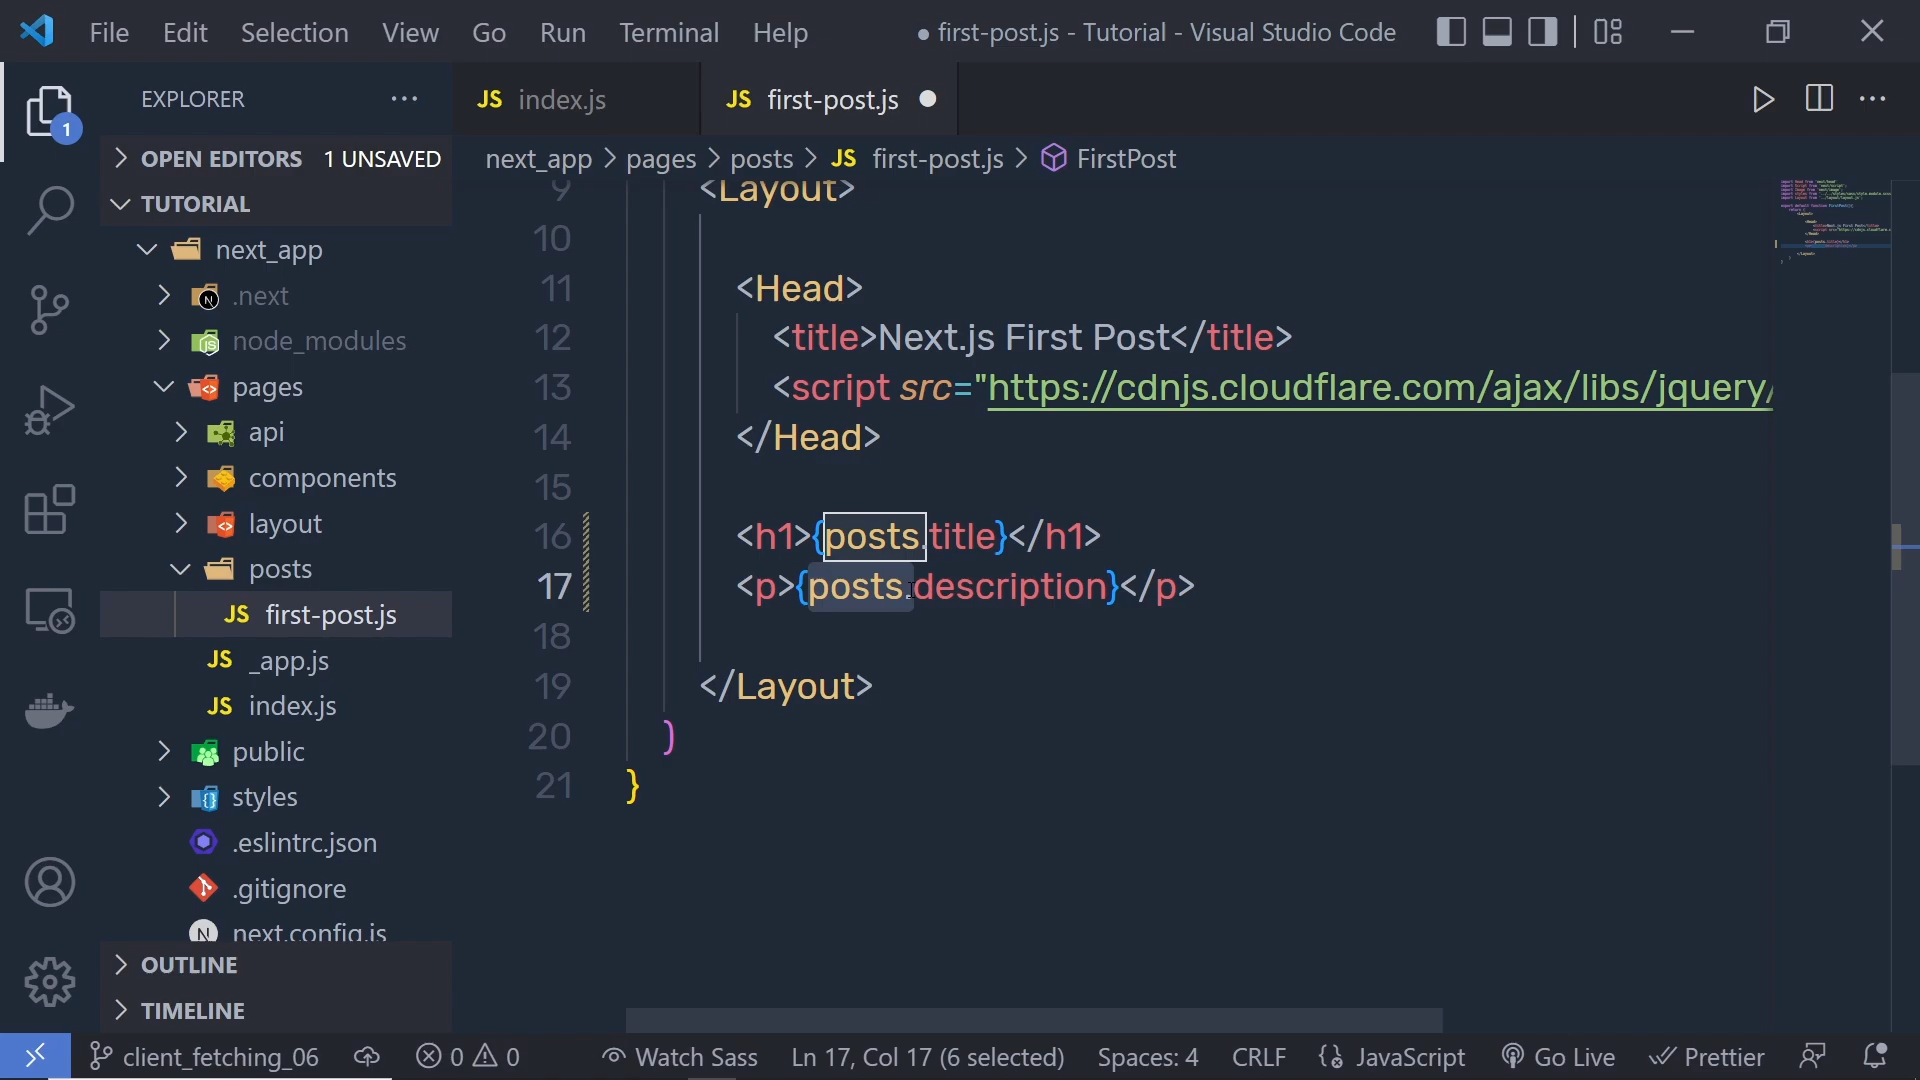 File Edit Selection View Go Run Terminal Help
● first-post.js - Tutorial - Visual Studio Code
EXPLORER
1
OPEN EDITORS 1 UNSAVED
TUTORIAL
next_app
.next
node_modules
pages
api
components
layout
posts
JS first-post.js
JS _app.js
JS index.js
public
styles
.eslintrc.json
.gitignore
next.config.js
OUTLINE
TIMELINE
JS index.js
JS first-post.js
next_app > pages > posts > JS first-post.js > FirstPost
9 <Layout>
10
11 <Head>
12 <title>Next.js First Post</title>
13 <script src="https://cdnjs.cloudflare.com/ajax/libs/jquery/
14 </Head>
15
16 <h1>{posts.title}</h1>
17 <p>{posts.description}</p>
18
19 </Layout>
20 )
21 }
client_fetching_06 0 0 Watch Sass Ln 17, Col 17 (6 selected) Spaces: 4 CRLF JavaScript Go Live Prettier